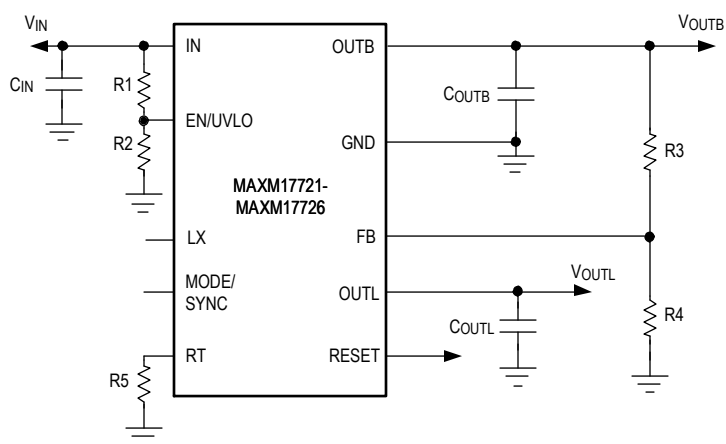 VIN
IN
OUTB
VOUTB
CIN
R1
COUTB
EN/UVLO
R2
GND
R3
MAXM17721-
MAXM17726
LX
FB
MODE/
SYNC
OUTL
VOUTL
R4
COUTL
RT
RESET
R5